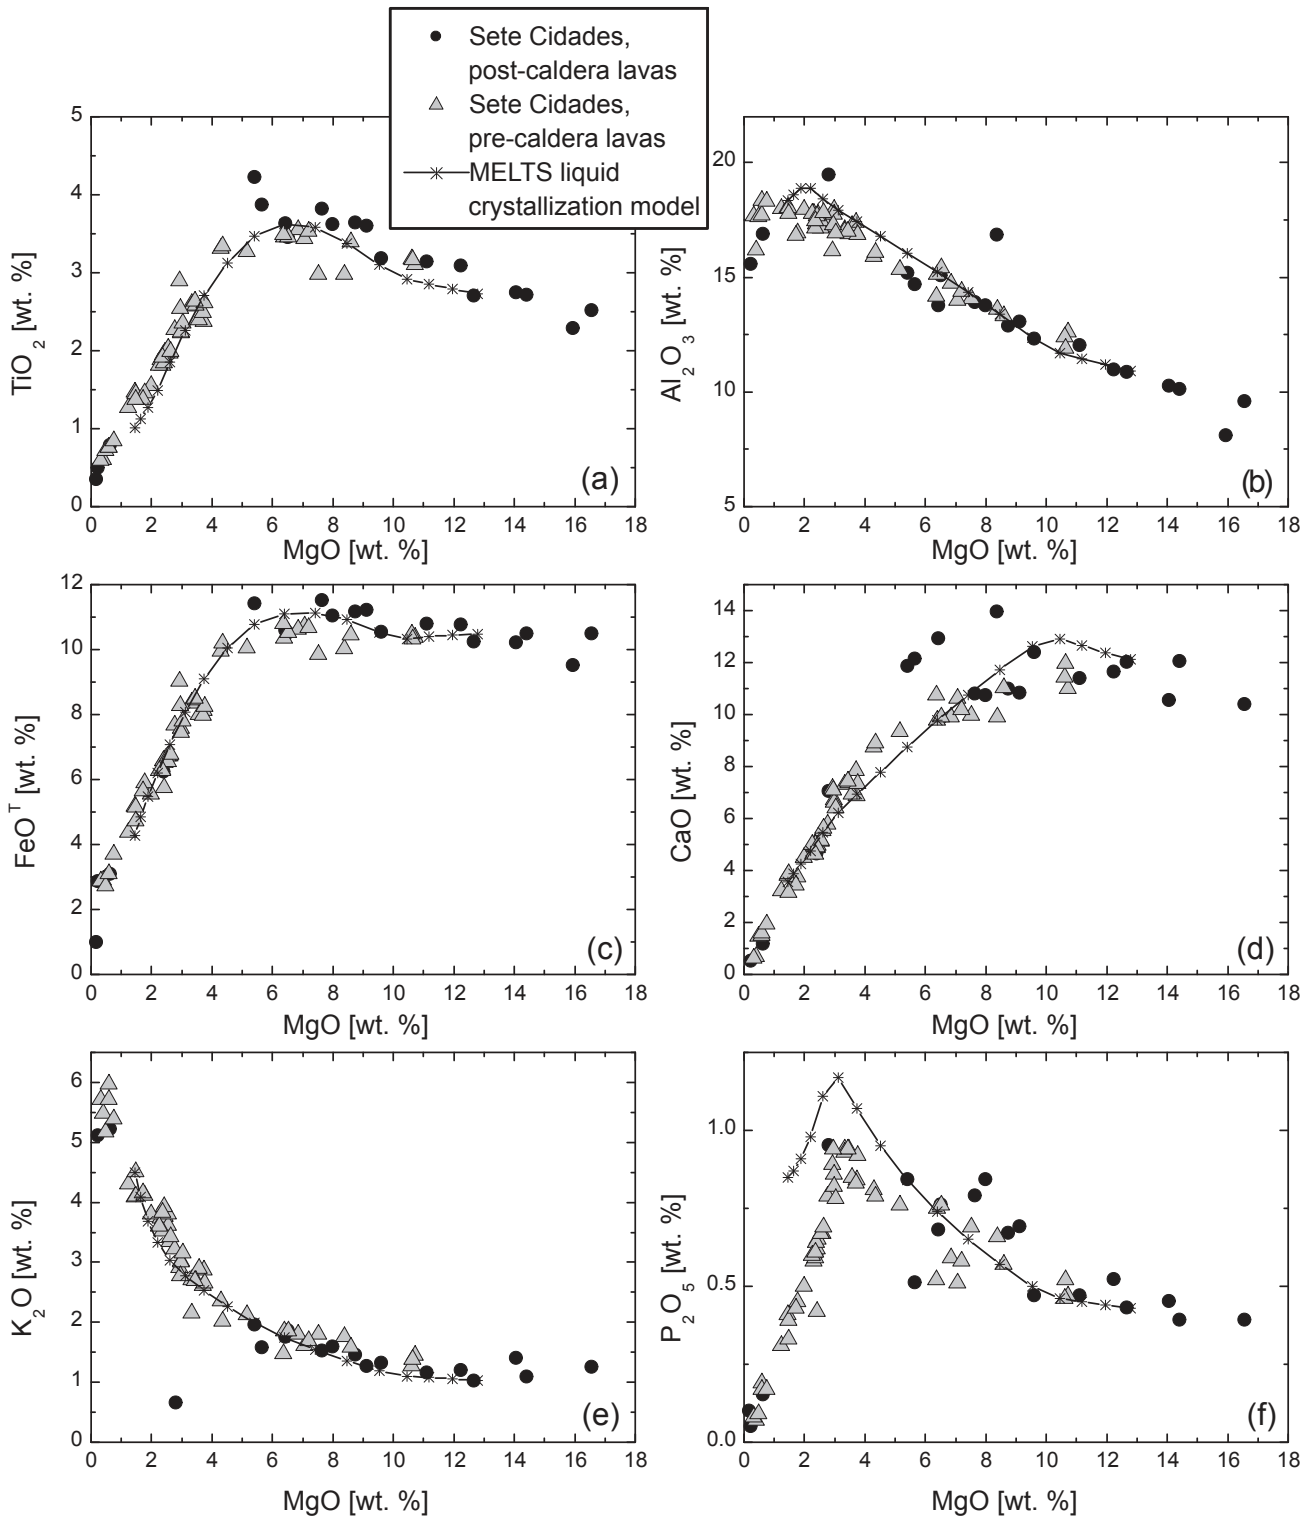 Sete Cidades,
post-caldera lavas
Sete Cidades,
pre-caldera lavas
MELTS liquid
crystallization model
5
4
3
2
1
0
TiO2 [wt. %]
(a)
0 2 4 6 8 10 12 14 16 18
MgO [wt. %]
20
15
10
5
Al2O3 [wt. %]
(b)
0 2 4 6 8 10 12 14 16 18
MgO [wt. %]
12
10
8
6
4
2
0
FeOT [wt. %]
(c)
0 2 4 6 8 10 12 14 16 18
MgO [wt. %]
14
12
10
8
6
4
2
0
CaO [wt. %]
(d)
0 2 4 6 8 10 12 14 16 18
MgO [wt. %]
6
5
4
3
2
1
0
K2O [wt. %]
(e)
0 2 4 6 8 10 12 14 16 18
MgO [wt. %]
1.0
0.5
0.0
P2O5 [wt. %]
(f)
0 2 4 6 8 10 12 14 16 18
MgO [wt. %]